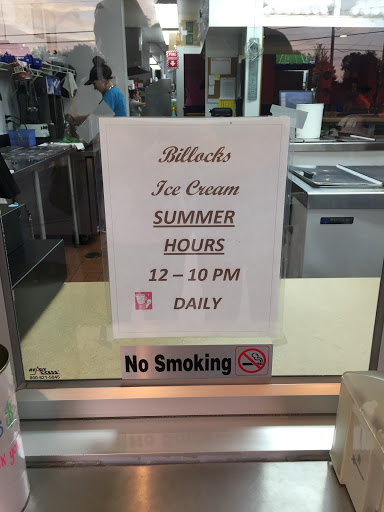 Billocks
Ice Cream
SUMMER
HOURS
12 – 10 PM
DAILY
No Smoking